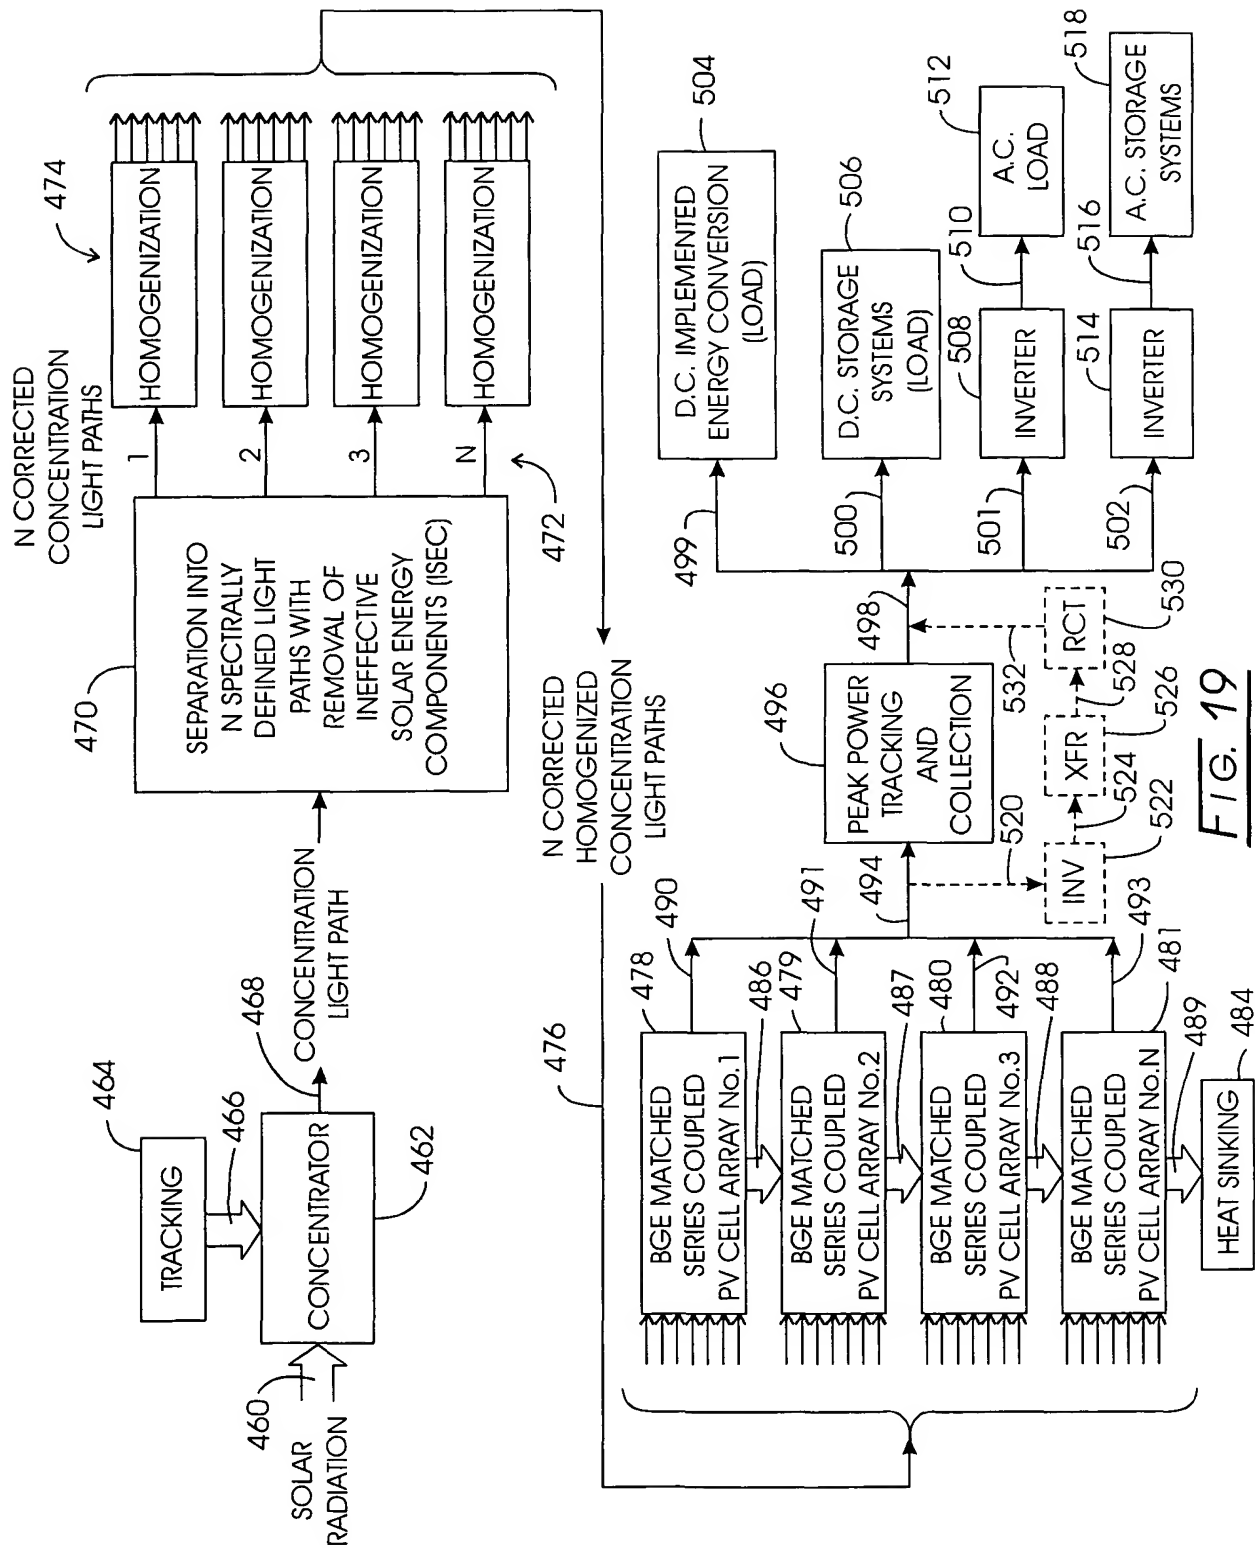 464
TRACKING
466
468
CONCENTRATOR
462
460
SOLAR
RADIATION
CONCENTRATION
LIGHT PATH
470
SEPARATION INTO
N SPECTRALLY
DEFINED LIGHT
PATHS WITH
REMOVAL OF
INEFFECTIVE
SOLAR ENERGY
COMPONENTS (ISEC)
N CORRECTED
CONCENTRATION
LIGHT PATHS
1
2
3
N
472
474
HOMOGENIZATION
HOMOGENIZATION
HOMOGENIZATION
HOMOGENIZATION
476
N CORRECTED
HOMOGENIZED
CONCENTRATION
LIGHT PATHS
478
490
BGE MATCHED
SERIES COUPLED
PV CELL ARRAY No.1
486
479
491
BGE MATCHED
SERIES COUPLED
PV CELL ARRAY No.2
487
480
492
BGE MATCHED
SERIES COUPLED
PV CELL ARRAY No.3
488
493
481
BGE MATCHED
SERIES COUPLED
PV CELL ARRAY No.N
489
484
HEAT SINKING
494
496
PEAK POWER
TRACKING
AND
COLLECTION
498
520
INV
522
524
XFR
526
528
RCT
530
532
499
500
501
502
504
D.C. IMPLEMENTED
ENERGY CONVERSION
(LOAD)
506
D.C. STORAGE
SYSTEMS
(LOAD)
508
INVERTER
510
512
A.C.
LOAD
514
INVERTER
516
518
A.C. STORAGE
SYSTEMS
FIG. 19